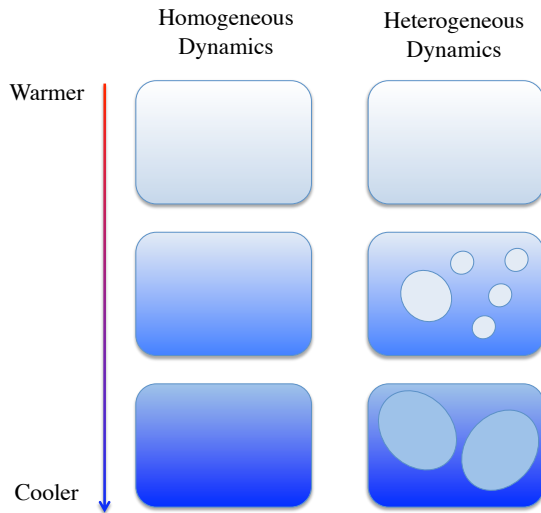 Homogeneous
Dynamics
Heterogeneous
Dynamics
Warmer
Cooler